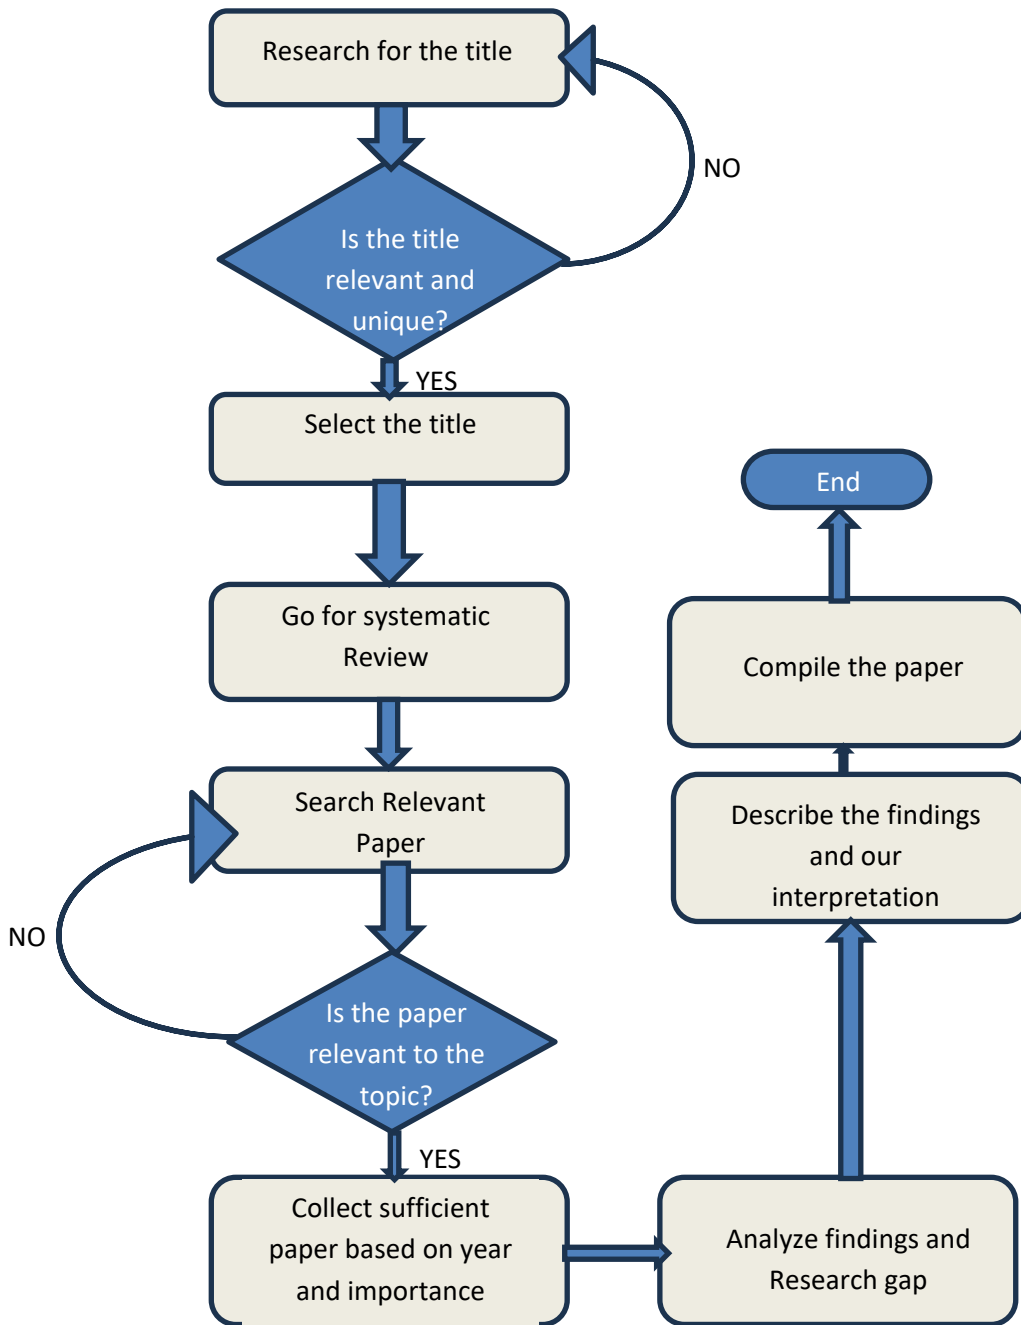 Research for the title
NO
Is the title
relevant and
unique?
YES
Select the title
Go for systematic
Review
Search Relevant
Paper
NO
Is the paper
relevant to the
topic?
YES
Collect sufficient
paper based on year
and importance
Analyze findings and
Research gap
Describe the findings
and our
interpretation
Compile the paper
End